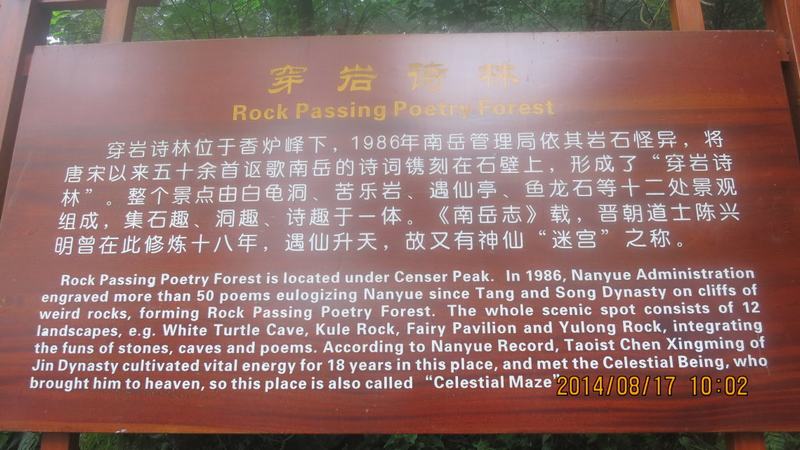 穿岩诗林
Rock Passing Poetry Forest
穿岩诗林位于香炉峰下，1986年南岳管理局依其岩石怪异，将
唐宋以来五十余首讴歌南岳的诗词镌刻在石壁上，形成了“穿岩诗
林”。整个景点由白龟洞、苦乐岩、遇仙亭、鱼龙石等十二处景观
组成，集石趣、洞趣、诗趣于一体。《南岳志》载，晋朝道士陈兴
明曾在此修炼十八年，遇仙升天，故又有神仙“迷宫”之称。
Rock Passing Poetry Forest is located under Censer Peak. In 1986, Nanyue Administration
engraved more than 50 poems eulogizing Nanyue since Tang and Song Dynasty on cliffs of
weird rocks, forming Rock Passing Poetry Forest. The whole scenic spot consists of 12
landscapes, e.g. White Turtle Cave, Kule Rock, Fairy Pavilion and Yulong Rock, integrating
the funs of stones, caves and poems. According to Nanyue Record, Taoist Chen Xingming of
Jin Dynasty cultivated vital energy for 18 years in this place, and met the Celestial Being, who
brought him to heaven, so this place is also called “Celestial Maze”
2014/08/17 10:02